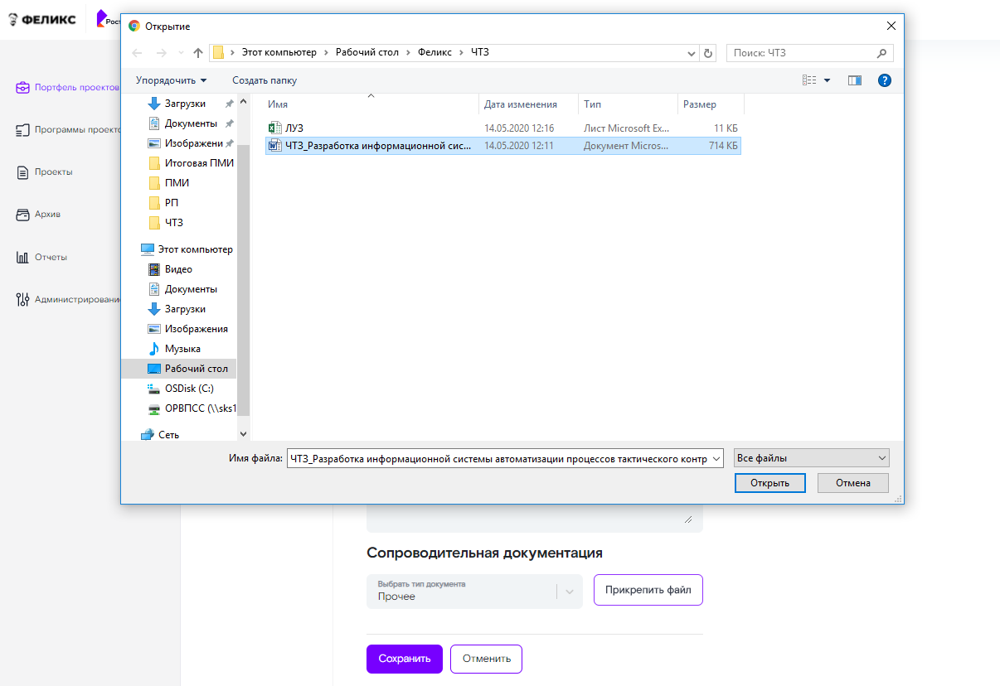 ФЕЛИКС
Рост
Портфель проектов
Программы проекто
Проекты
Архив
Отчеты
Администрировани
Открытие
Этот компьютер > Рабочий стол > Феликс > ЧТЗ
Поиск: ЧТЗ
Упорядочить
Создать папку
?
Загрузки
Документы
Изображени
Итоговая ПМИ
ПМИ
РП
ЧТЗ
Этот компьютер
Видео
Документы
Загрузки
Изображения
Музыка
Рабочий стол
OSDisk (C:)
ОРВПСС (\\sks1
Сеть
Имя Дата изменения Тип Размер
ЛУЗ 14.05.2020 12:16 Лист Microsoft Ex... 11 КБ
ЧТЗ_Разработка информационной сис... 14.05.2020 12:11 Документ Micros... 714 КБ
Имя файла: ЧТЗ_Разработка информационной системы автоматизации процессов тактического контр
Все файлы
Открыть
Отмена
Сопроводительная документация
Выбрать тип документа
Прочее
Прикрепить файл
Сохранить
Отменить